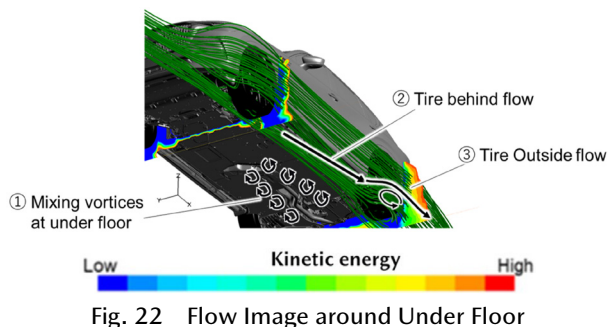 ② Tire behind flow
③ Tire Outside flow
① Mixing vortices
at under floor
Z
Y
X
Kinetic energy
Low
High
Fig. 22 Flow Image around Under Floor